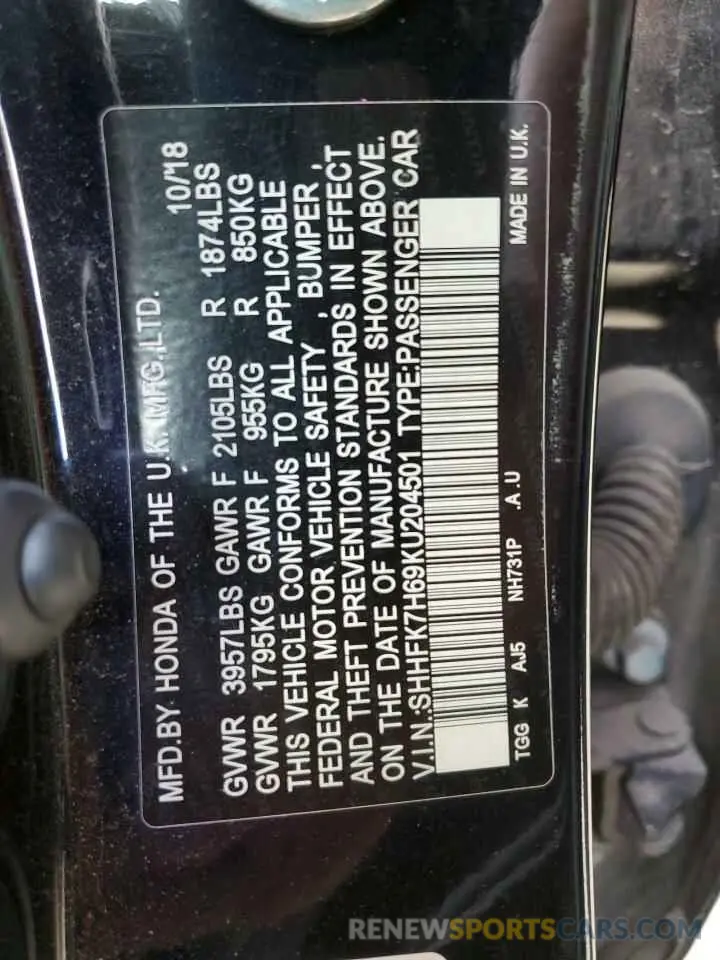 MFD.BY HONDA OF THE U.K.MFG.,LTD. 10/18
GVWR 3957LBS GAWR F 2105LBS R 1874LBS
GVWR 1795KG GAWR F 955KG R 850KG
THIS VEHICLE CONFORMS TO ALL APPLICABLE
FEDERAL MOTOR VEHICLE SAFETY , BUMPER ,
AND THEFT PREVENTION STANDARDS IN EFFECT
ON THE DATE OF MANUFACTURE SHOWN ABOVE.
V.I.N.:SHHFK7H69KU204501 TYPE:PASSENGER CAR
TGG K AJ5 NH731P .A .U MADE IN U.K.
RENEWSPORTSCARS.COM